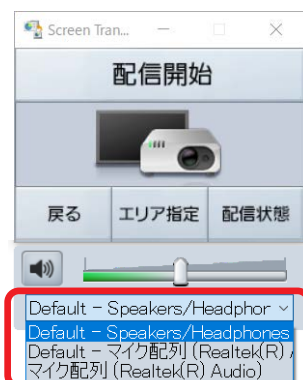 Screen Tran...
配信開始
戻る エリア指定 配信状態
Default - Speakers/Headphor
Default - Speakers/Headphones
Default - マイク配列 (Realtek(R)
マイク配列 (Realtek(R) Audio)